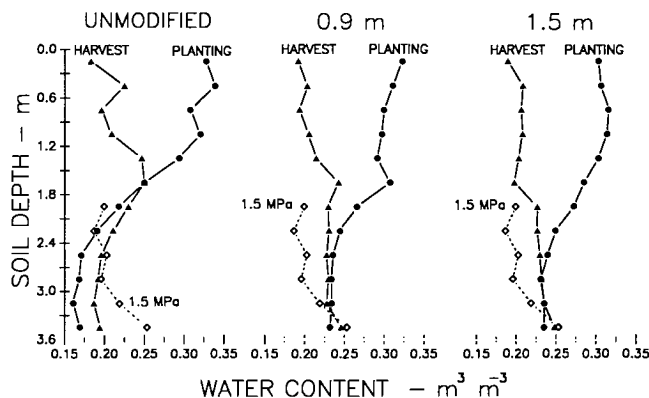 UNMODIFIED 0.9 m 1.5 m
HARVEST PLANTING HARVEST PLANTING HARVEST PLANTING
0.0
0.6
1.2
1.8
2.4
3.0
3.6
SOIL DEPTH – m
1.5 MPa 1.5 MPa
1.5 MPa
0.15 0.20 0.25 0.30 0.35 0.20 0.25 0.30 0.35 0.15 0.20 0.25 0.30 0.35
WATER CONTENT – m³ m̄³